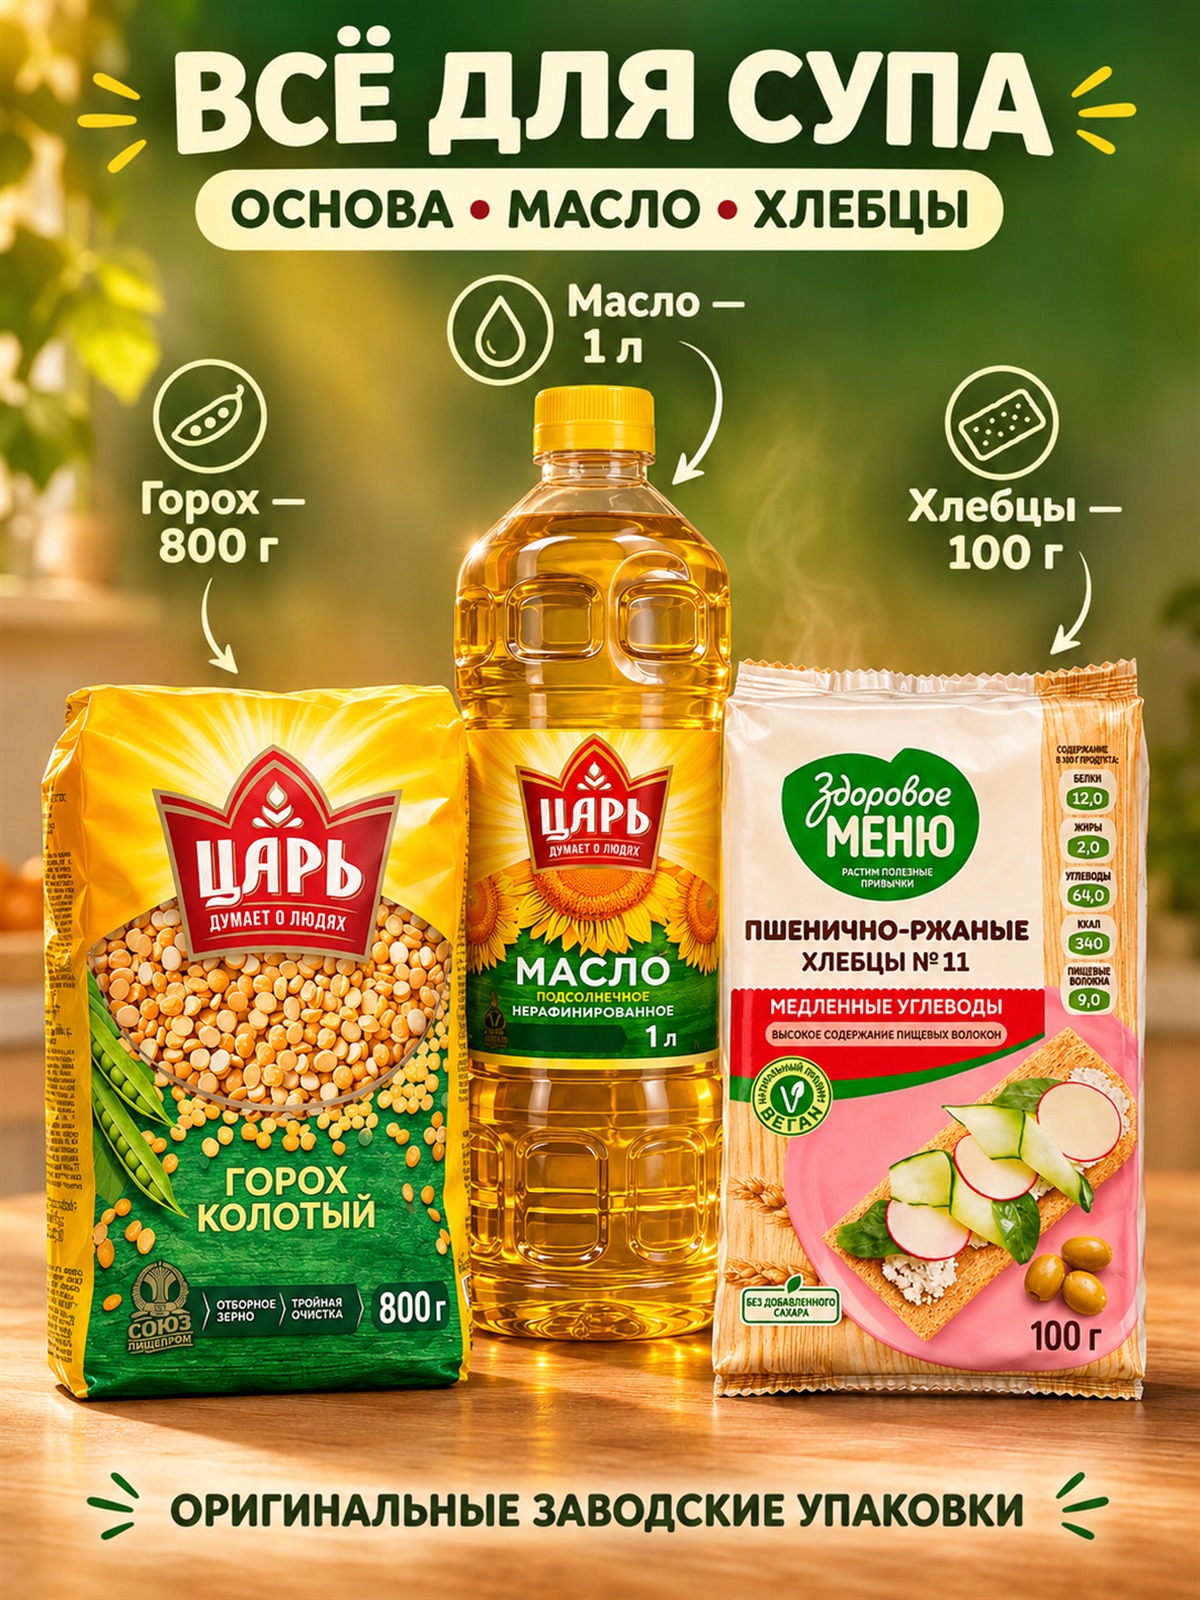 ВСЁ ДЛЯ СУПА
ОСНОВА • МАСЛО • ХЛЕБЦЫ
Масло —
1 л
Горох —
800 г
Хлебцы —
100 г
ЦАРЬ
ДУМАЕТ О ЛЮДЯХ
ГОРОХ
КОЛОТЫЙ
СОЮЗ
ПИЩЕПРОМ
ОТБОРНОЕ
ЗЕРНО
ТРОЙНАЯ
ОЧИСТКА
800 г
ЦАРЬ
ДУМАЕТ О ЛЮДЯХ
МАСЛО
ПОДСОЛНЕЧНОЕ
НЕРАФИНИРОВАННОЕ
1 л
Здоровое
МЕНЮ
РАСТИМ ПОЛЕЗНЫЕ
ПРИВЫЧКИ
СОДЕРЖАНИЕ
В 100 Г ПРОДУКТА:
БЕЛКИ
12,0
ЖИРЫ
2,0
УГЛЕВОДЫ
64,0
ККАЛ
340
ПИЩЕВЫЕ
ВОЛОКНА
9,0
ПШЕНИЧНО-РЖАНЫЕ
ХЛЕБЦЫ № 11
МЕДЛЕННЫЕ УГЛЕВОДЫ
ВЫСОКОЕ СОДЕРЖАНИЕ ПИЩЕВЫХ ВОЛОКОН
НАТУРАЛЬНЫЙ ПРОДУКТ
ВЕГАН
БЕЗ ДОБАВЛЕННОГО
САХАРА
100 г
ОРИГИНАЛЬНЫЕ ЗАВОДСКИЕ УПАКОВКИ